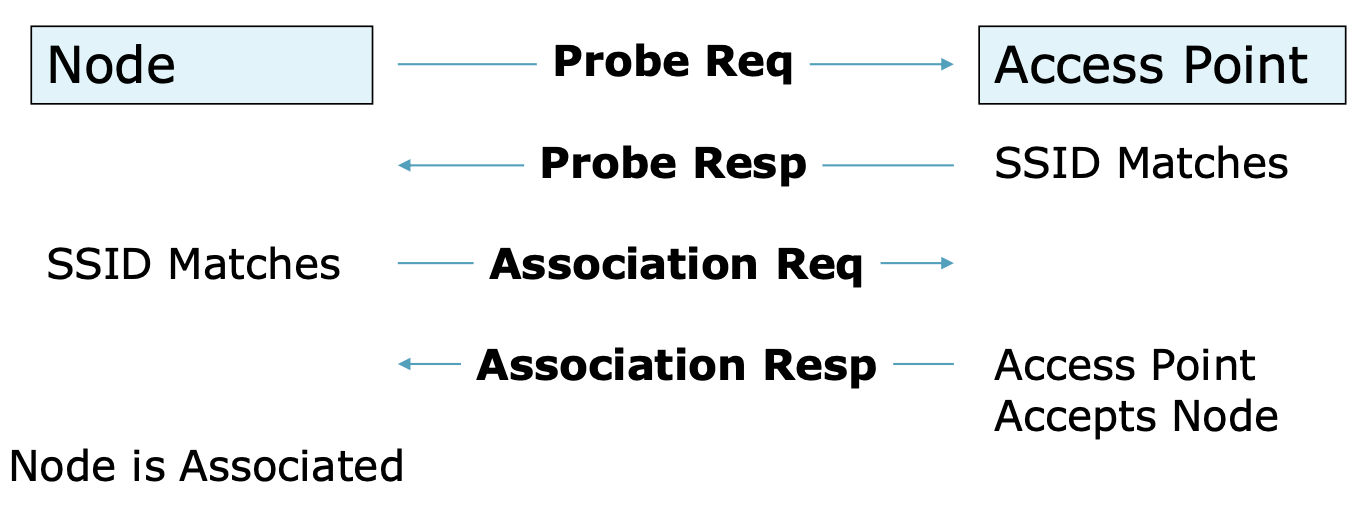 Node
Probe Req
Access Point
Probe Resp
SSID Matches
SSID Matches
Association Req
Association Resp
Access Point
Accepts Node
Node is Associated